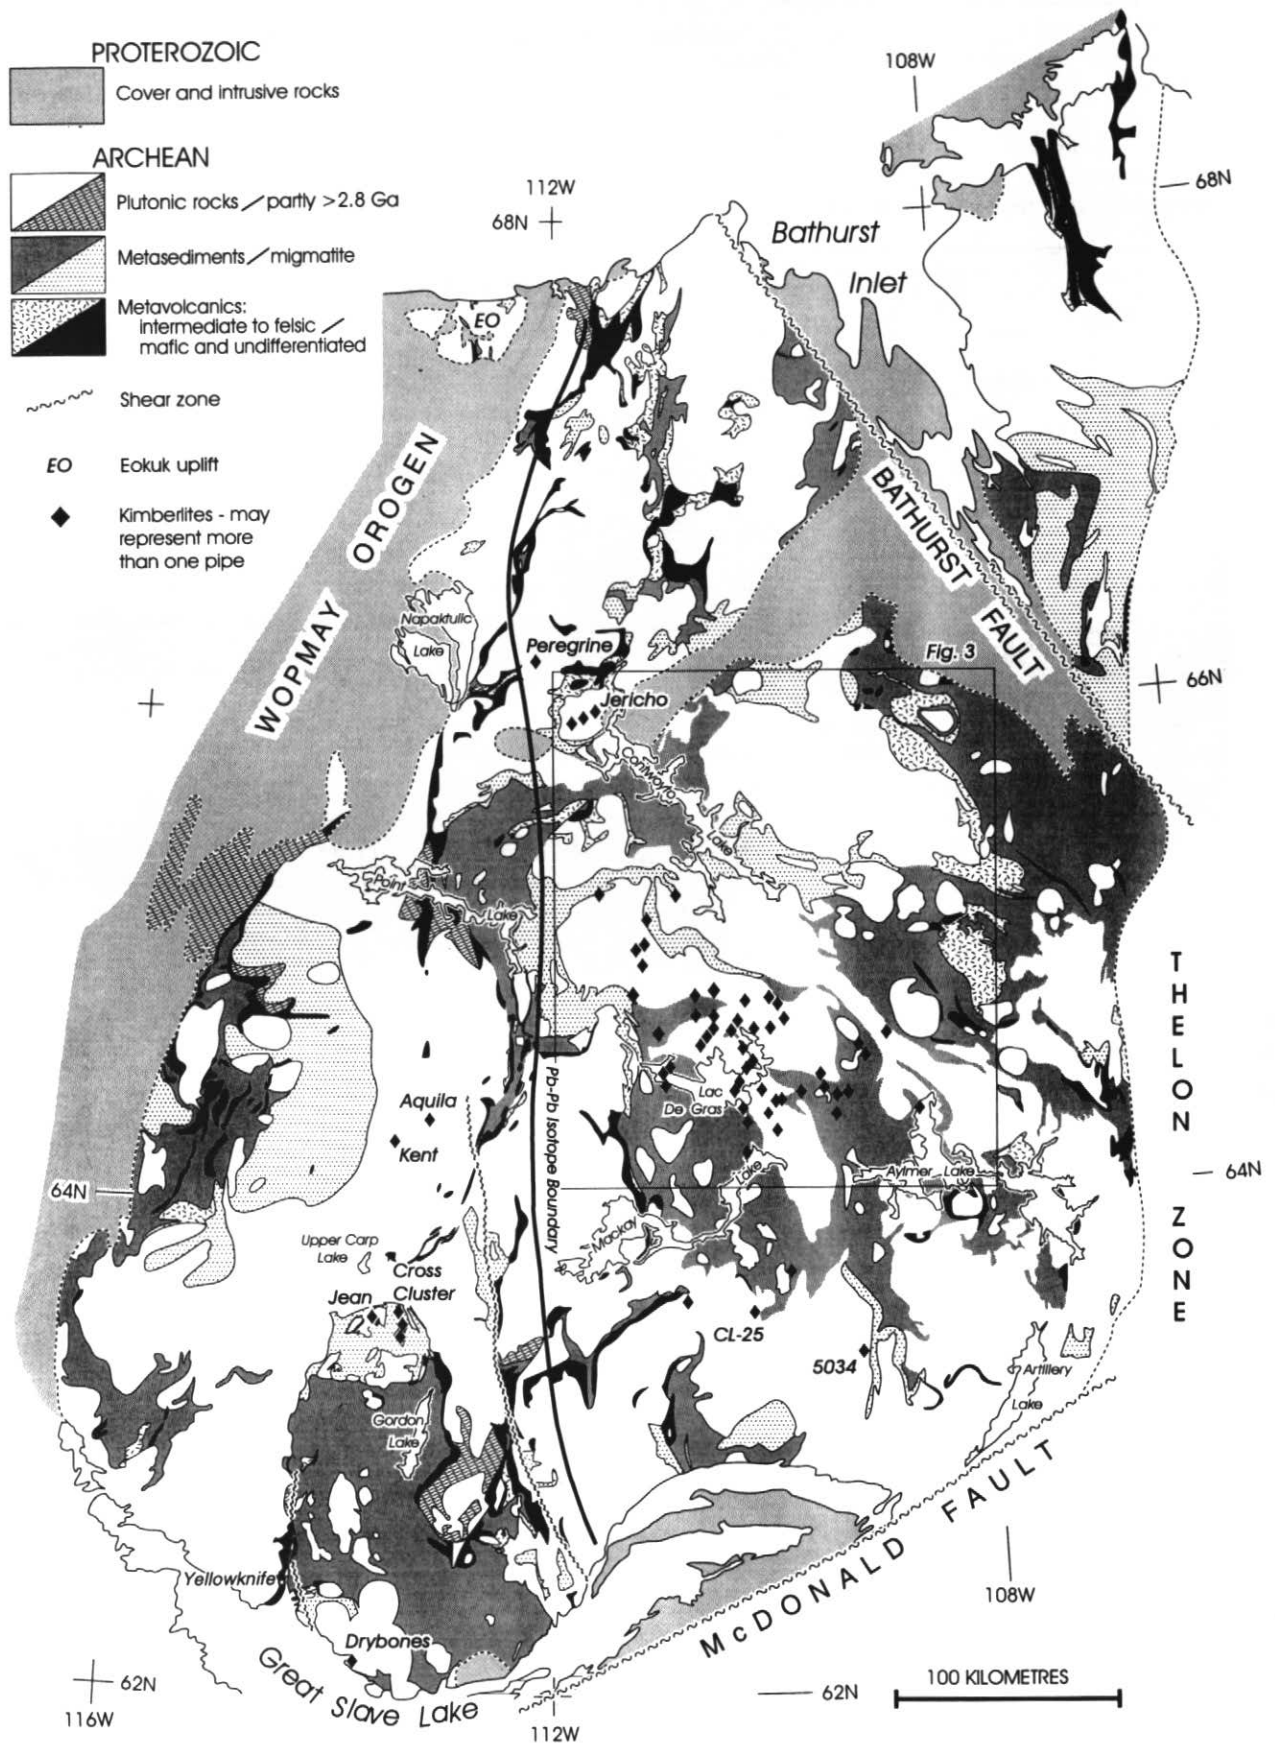 PROTEROZOIC
Cover and intrusive rocks
ARCHEAN
Plutonic rocks / partly >2.8 Ga
Metasediments / migmatite
Metavolcanics:
intermediate to felsic /
mafic and undifferentiated
Shear zone
EO Eokuk uplift
Kimberlites - may
represent more
than one pipe
108W
68N
112W
68N
Bathurst
Inlet
EO
WOPMAY OROGEN
BATHURST FAULT
Napaktulic
Lake
Peregrine
Fig. 3
66N
Jericho
Contwoyto
Lake
Point
Lake
THELON ZONE
Pb-Pb Isotope Boundary
Lac
De Gras
Aquila
Kent
64N
Aylmer Lake
64N
Lake
Mackay
Upper Carp
Lake
Cross
Cluster
Jean
CL-25
5034
Artillery
Lake
Gordon
Lake
McDONALD FAULT
108W
Yellowknife
Drybones
Great Slave Lake
62N
116W
62N
112W
100 KILOMETRES